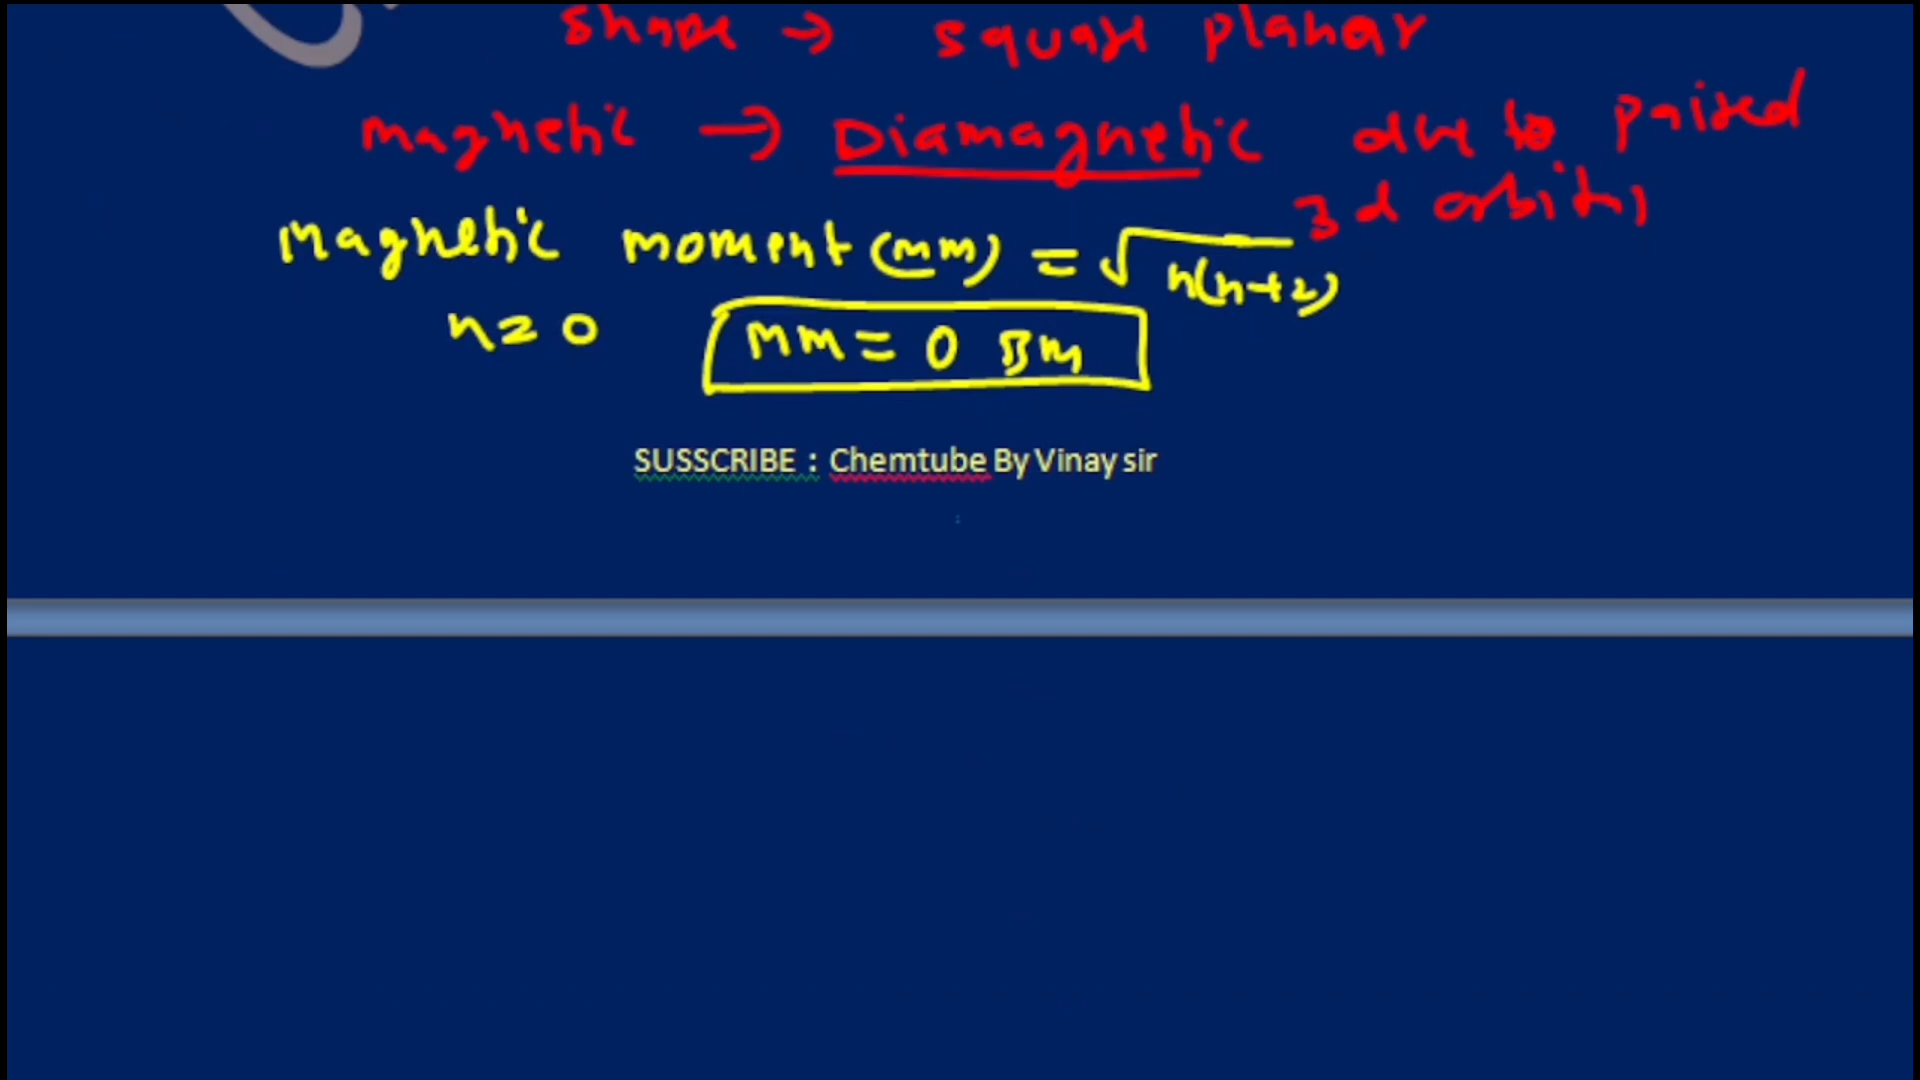 shape → square planar
magnetic → Diamagnetic due to paired
3d orbitl
Magnetic moment (mm) = √n(n+2)
n = 0
MM = 0 BM
SUSSCRIBE : Chemtube By Vinay sir